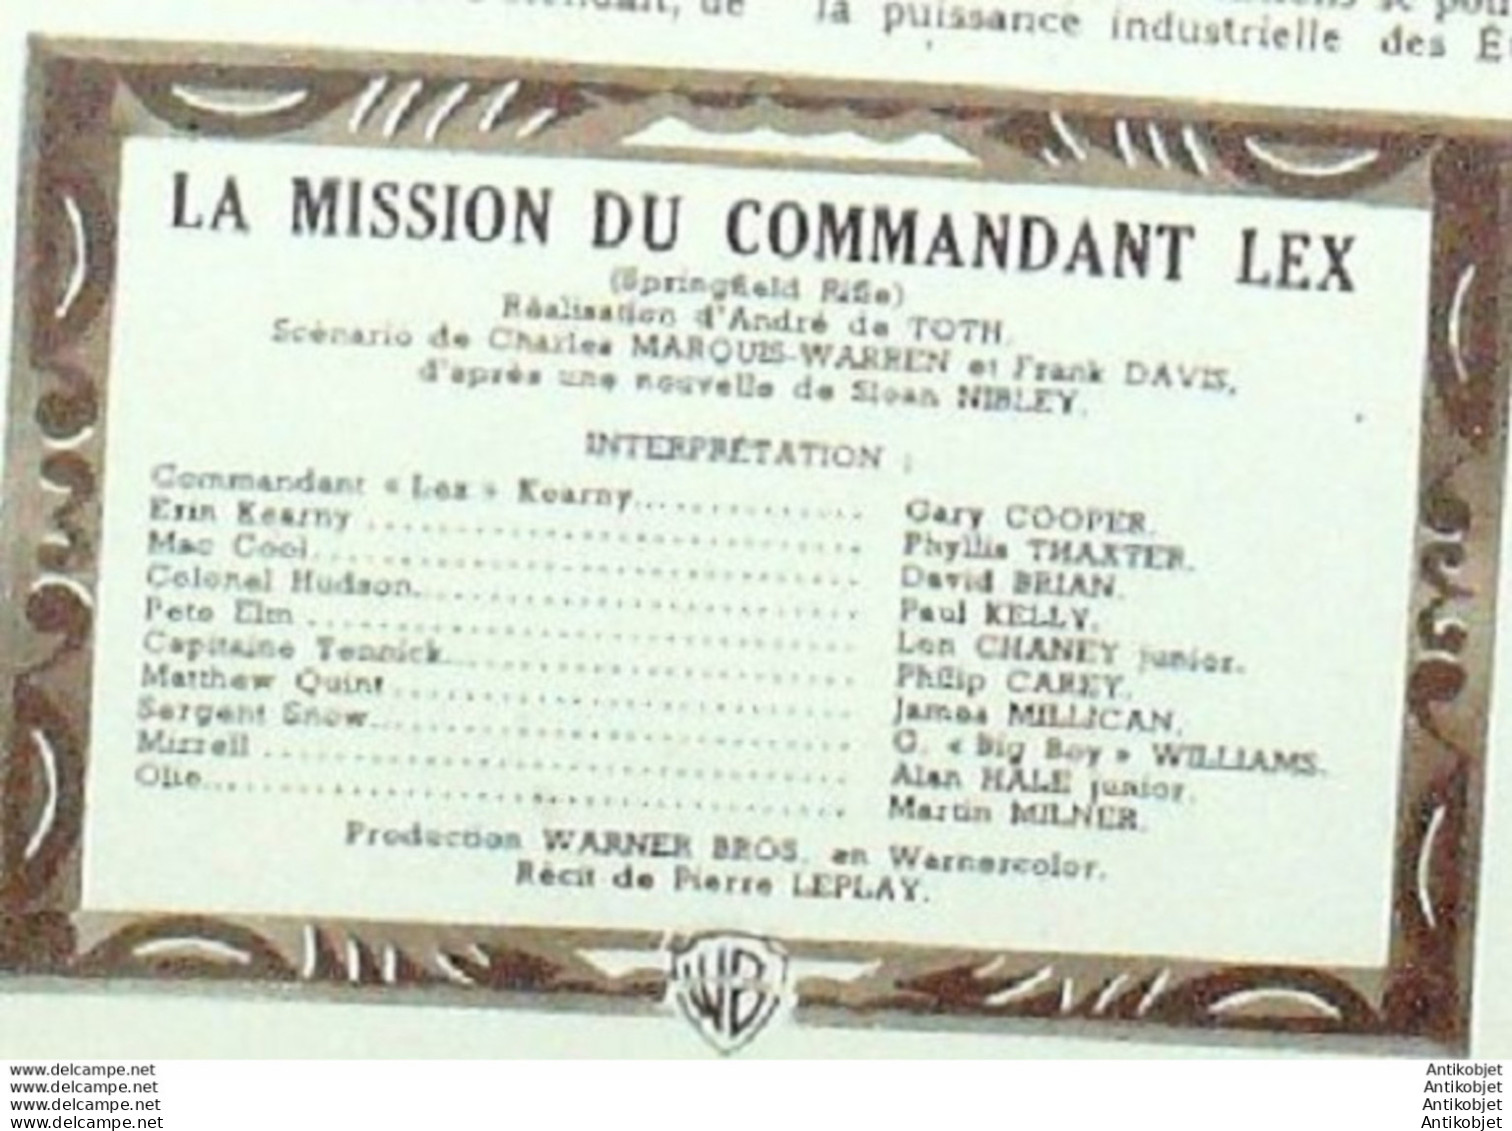 la puissance industrielle des
LA MISSION DU COMMANDANT LEX
(Springfield Rifle)
Réalisation d'André de TOTH.
Scénario de Charles MARQUIS-WARREN et Frank DAVIS,
d'après une nouvelle de Sloan NIBLEY.
INTERPRÉTATION :
Commandant « Lex » Kearny............... Gary COOPER.
Erin Kearny ............... Phyllis THAXTER.
Mac Cool............... David BRIAN.
Colonel Hudson............... Paul KELLY.
Pete Elm ............... Lon CHANEY junior.
Capitaine Tennick............... Philip CAREY.
Matthew Quint ............... James MILLICAN.
Sergent Snow............... G. « Big Boy » WILLIAMS.
Mizzell ............... Alan HALE junior.
Olie............... Martin MILNER.
Production WARNER BROS. en Warnercolor.
Récit de Pierre LEPLAY.
WB
www.delcampe.net Antikobjet
www.delcampe.net Antikobjet
www.delcampe.net Antikobjet
www.delcampe.net Antikobjet